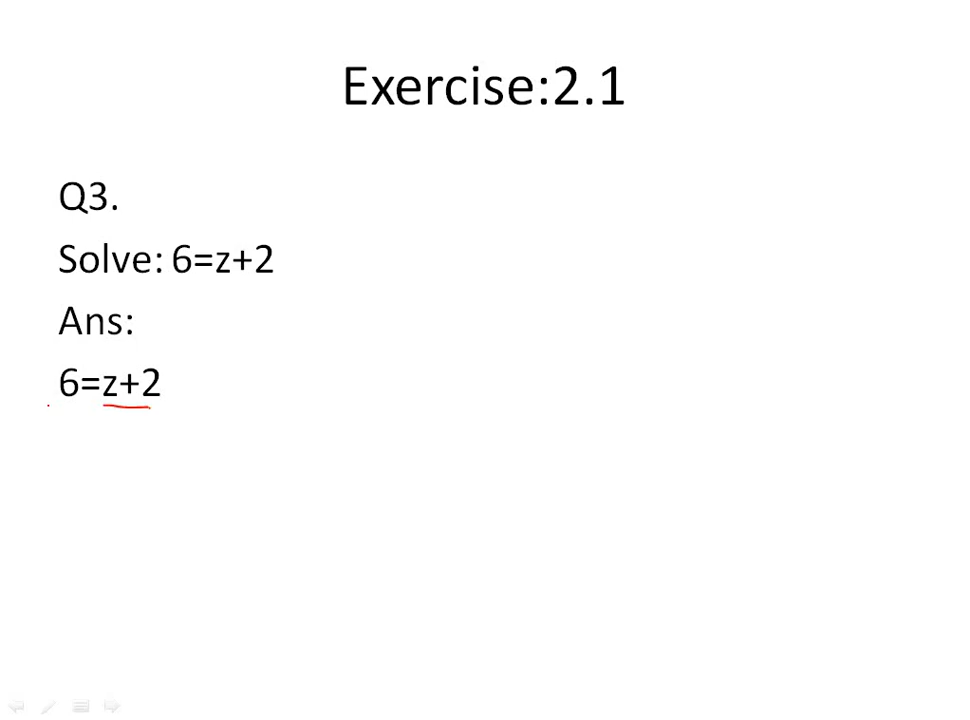 Exercise:2.1
Q3.
Solve: 6=z+2
Ans:
6=z+2